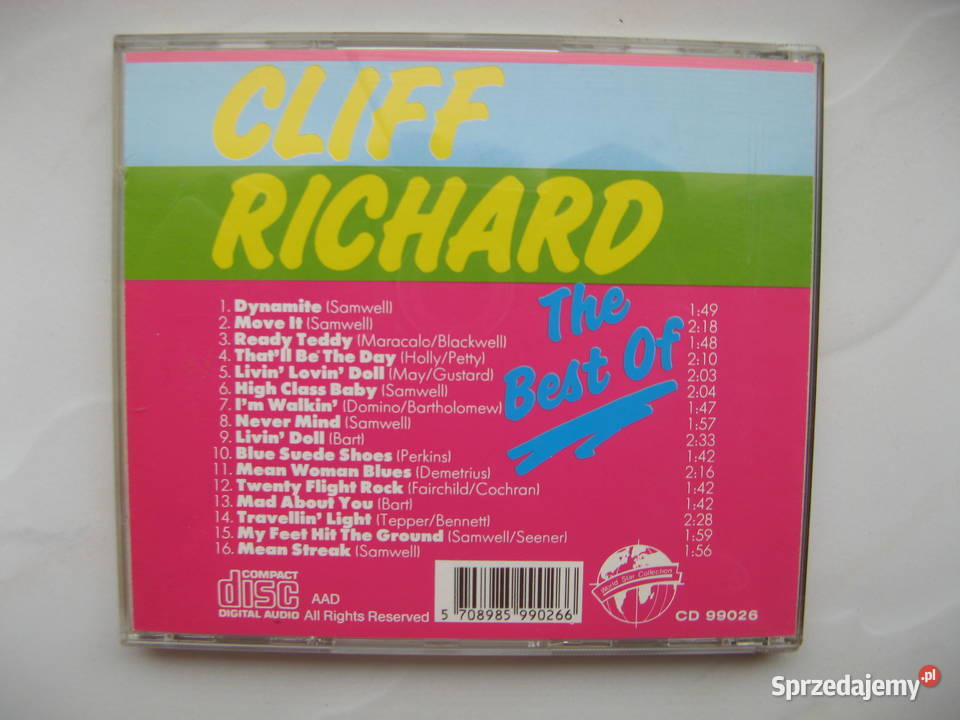 CLIFF
RICHARD
The
Best Of
1. Dynamite (Samwell) 1:49
2. Move It (Samwell) 2:18
3. Ready Teddy (Maracalo/Blackwell) 1:48
4. That'll Be The Day (Holly/Petty) 2:10
5. Livin' Lovin' Doll (May/Gustard) 2:03
6. High Class Baby (Samwell) 2:04
7. I'm Walkin' (Domino/Bartholomew) 1:47
8. Never Mind (Samwell) 1:57
9. Livin' Doll (Bart) 2:33
10. Blue Suede Shoes (Perkins) 1:42
11. Mean Woman Blues (Demetrius) 2:16
12. Twenty Flight Rock (Fairchild/Cochran) 1:42
13. Mad About You (Bart) 1:42
14. Travellin' Light (Tepper/Bennett) 2:28
15. My Feet Hit The Ground (Samwell/Seener) 1:59
16. Mean Streak (Samwell) 1:56
COMPACT
disc
DIGITAL AUDIO
AAD
All Rights Reserved
5 708985 990266
World Star Collection
CD 99026
Sprzedajemy.pl